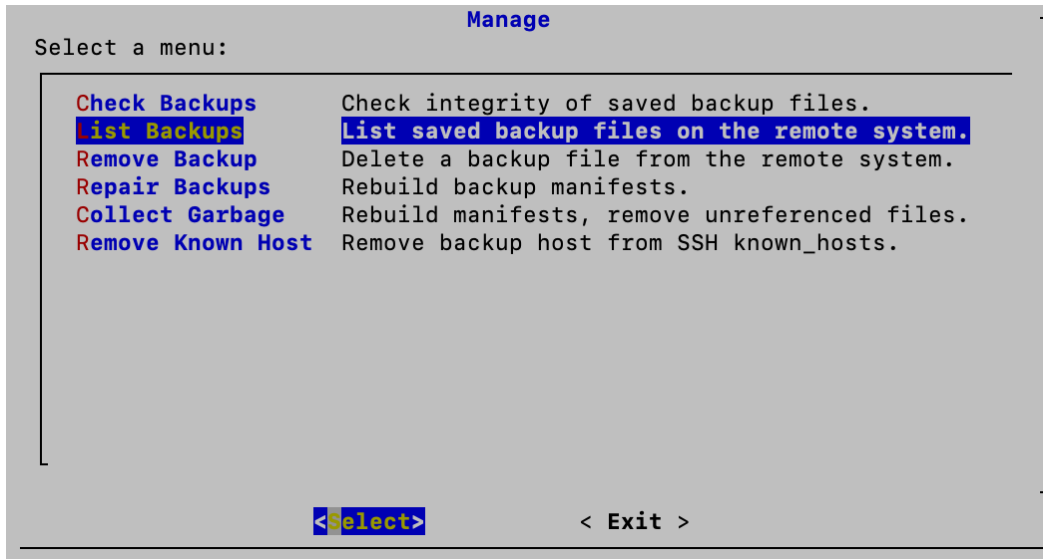 Manage
Select a menu:
Check Backups Check integrity of saved backup files.
List Backups List saved backup files on the remote system.
Remove Backup Delete a backup file from the remote system.
Repair Backups Rebuild backup manifests.
Collect Garbage Rebuild manifests, remove unreferenced files.
Remove Known Host Remove backup host from SSH known_hosts.
<Select> < Exit >